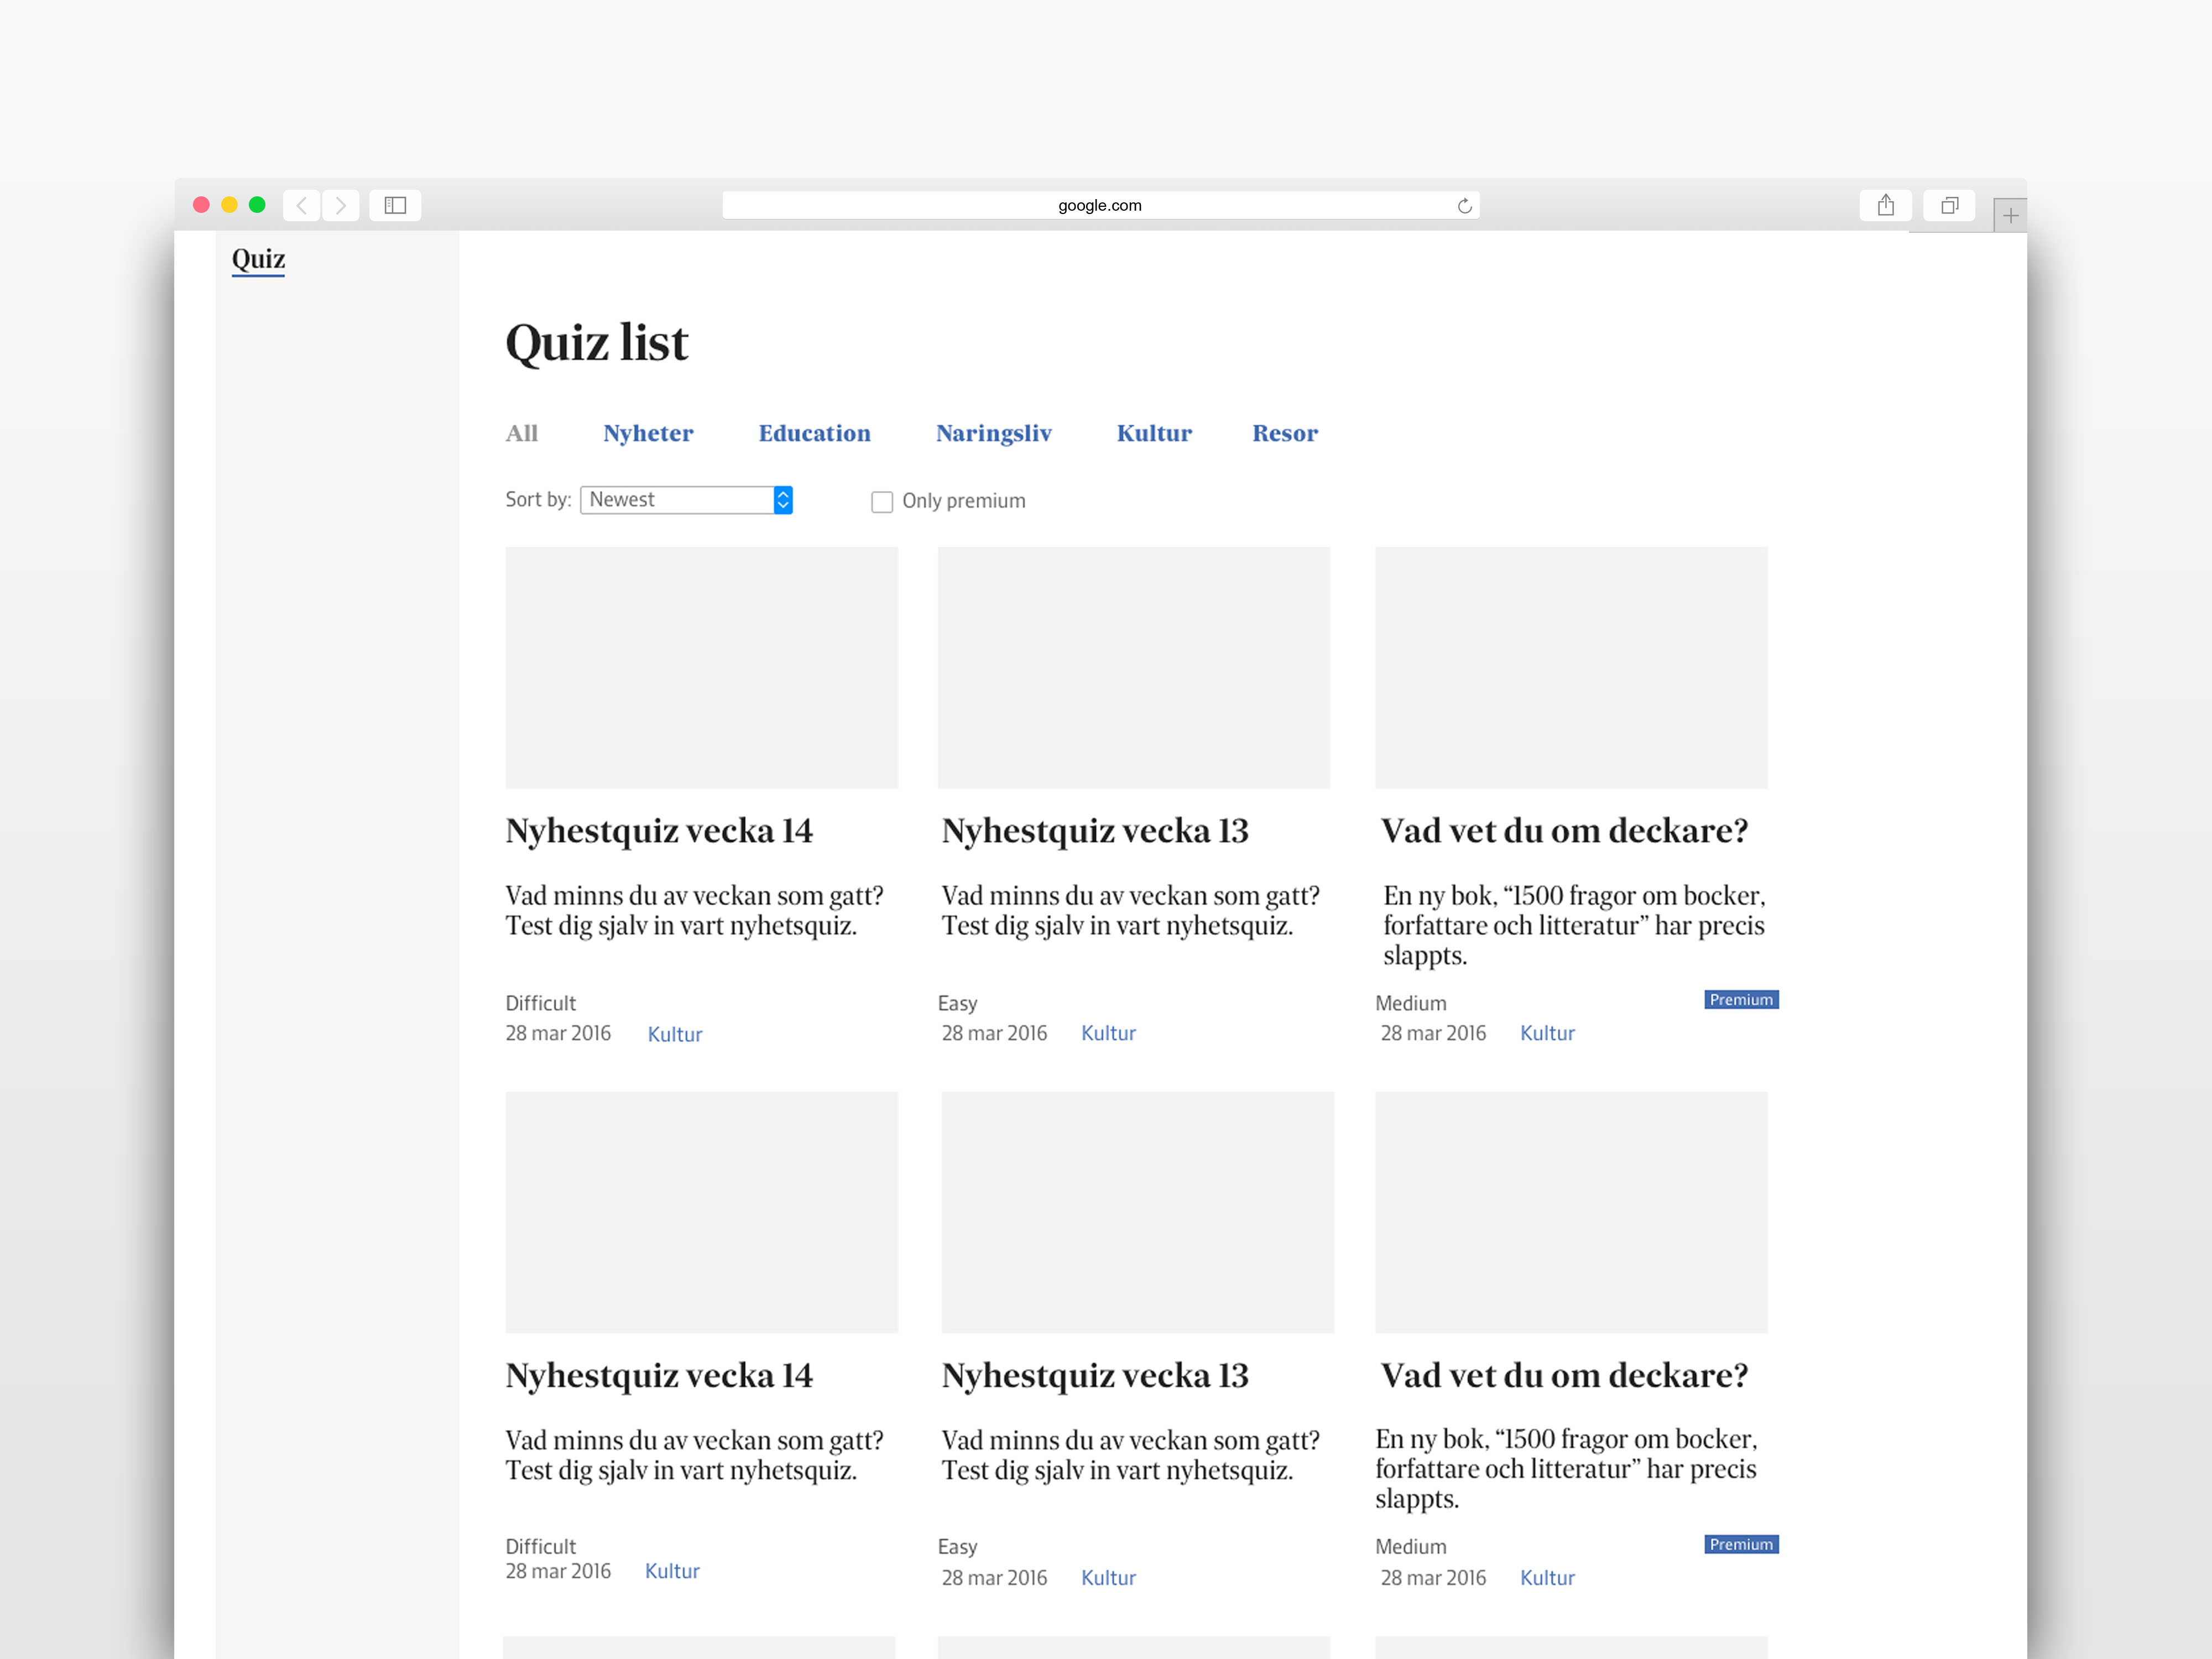 google.com
Quiz
Quiz list
All Nyheter Education Naringsliv Kultur Resor
Sort by: Newest Only premium
Nyhestquiz vecka 14
Vad minns du av veckan som gatt?
Test dig sjalv in vart nyhetsquiz.
Difficult
28 mar 2016 Kultur
Nyhestquiz vecka 13
Vad minns du av veckan som gatt?
Test dig sjalv in vart nyhetsquiz.
Easy
28 mar 2016 Kultur
Vad vet du om deckare?
En ny bok, “1500 fragor om bocker,
forfattare och litteratur” har precis
slappts.
Medium Premium
28 mar 2016 Kultur
Nyhestquiz vecka 14
Vad minns du av veckan som gatt?
Test dig sjalv in vart nyhetsquiz.
Difficult
28 mar 2016 Kultur
Nyhestquiz vecka 13
Vad minns du av veckan som gatt?
Test dig sjalv in vart nyhetsquiz.
Easy
28 mar 2016 Kultur
Vad vet du om deckare?
En ny bok, “1500 fragor om bocker,
forfattare och litteratur” har precis
slappts.
Medium Premium
28 mar 2016 Kultur